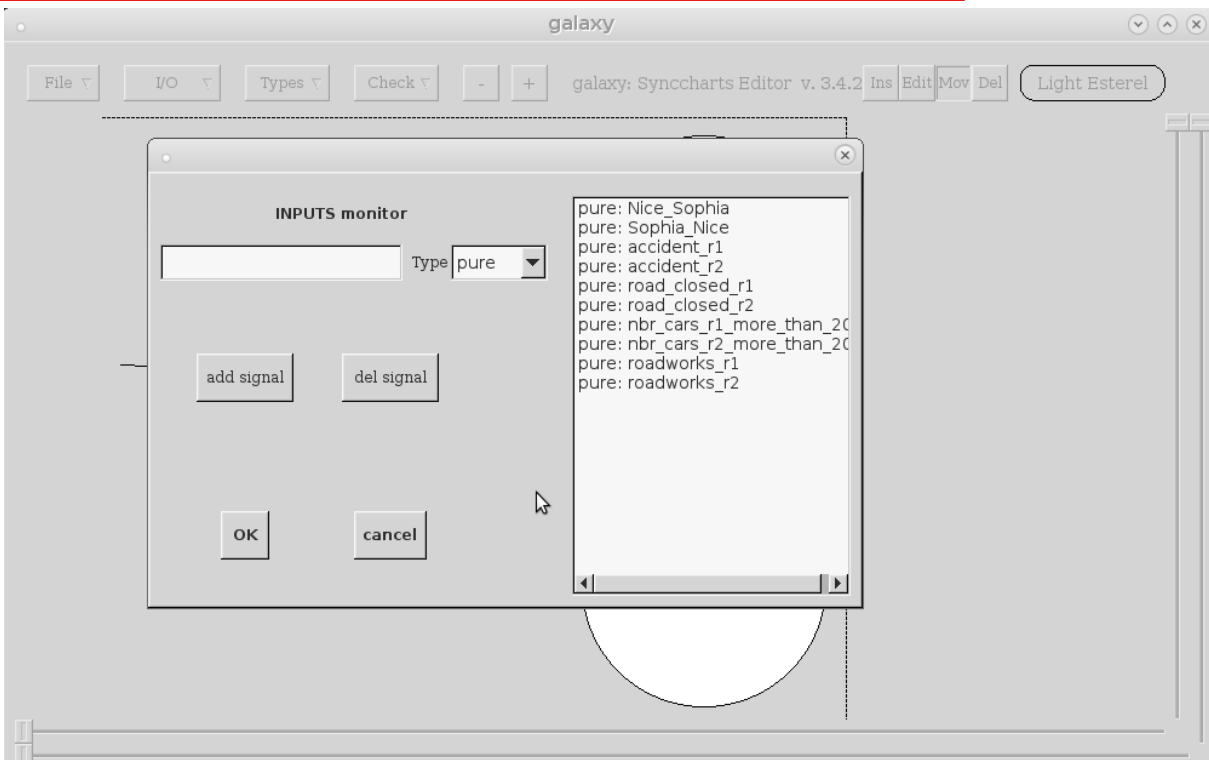 galaxy
File I/O Types Check - + galaxy: Synccharts Editor v. 3.4.2 Ins Edit Mov Del Light Esterel
INPUTS monitor
Type pure
add signal del signal
OK cancel
pure: Nice_Sophia
pure: Sophia_Nice
pure: accident_r1
pure: accident_r2
pure: road_closed_r1
pure: road_closed_r2
pure: nbr_cars_r1_more_than_20
pure: nbr_cars_r2_more_than_20
pure: roadworks_r1
pure: roadworks_r2